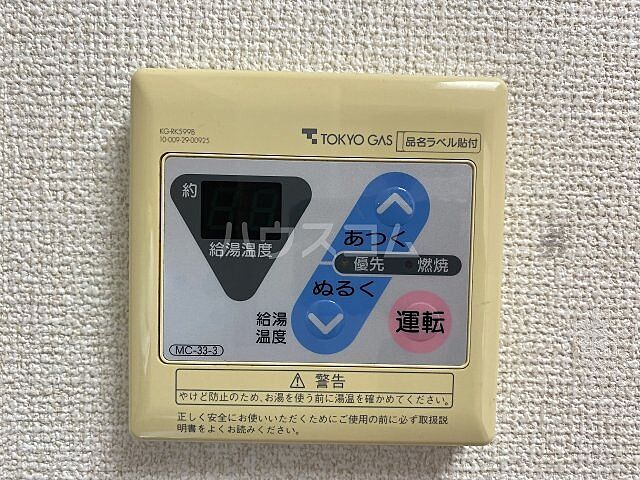 KG-RK599B
10-009-29-00925
TOKYO GAS
品名ラベル貼付
約
給湯温度
ハウスコム
あつく
優先 燃焼
ぬるく
給湯
温度
運転
MC-33-3
警告
やけど防止のため、お湯を使う前に湯温を確かめてください。
正しく安全にお使いいただくためにご使用の前に必ず取扱説
明書をよくお読みください。